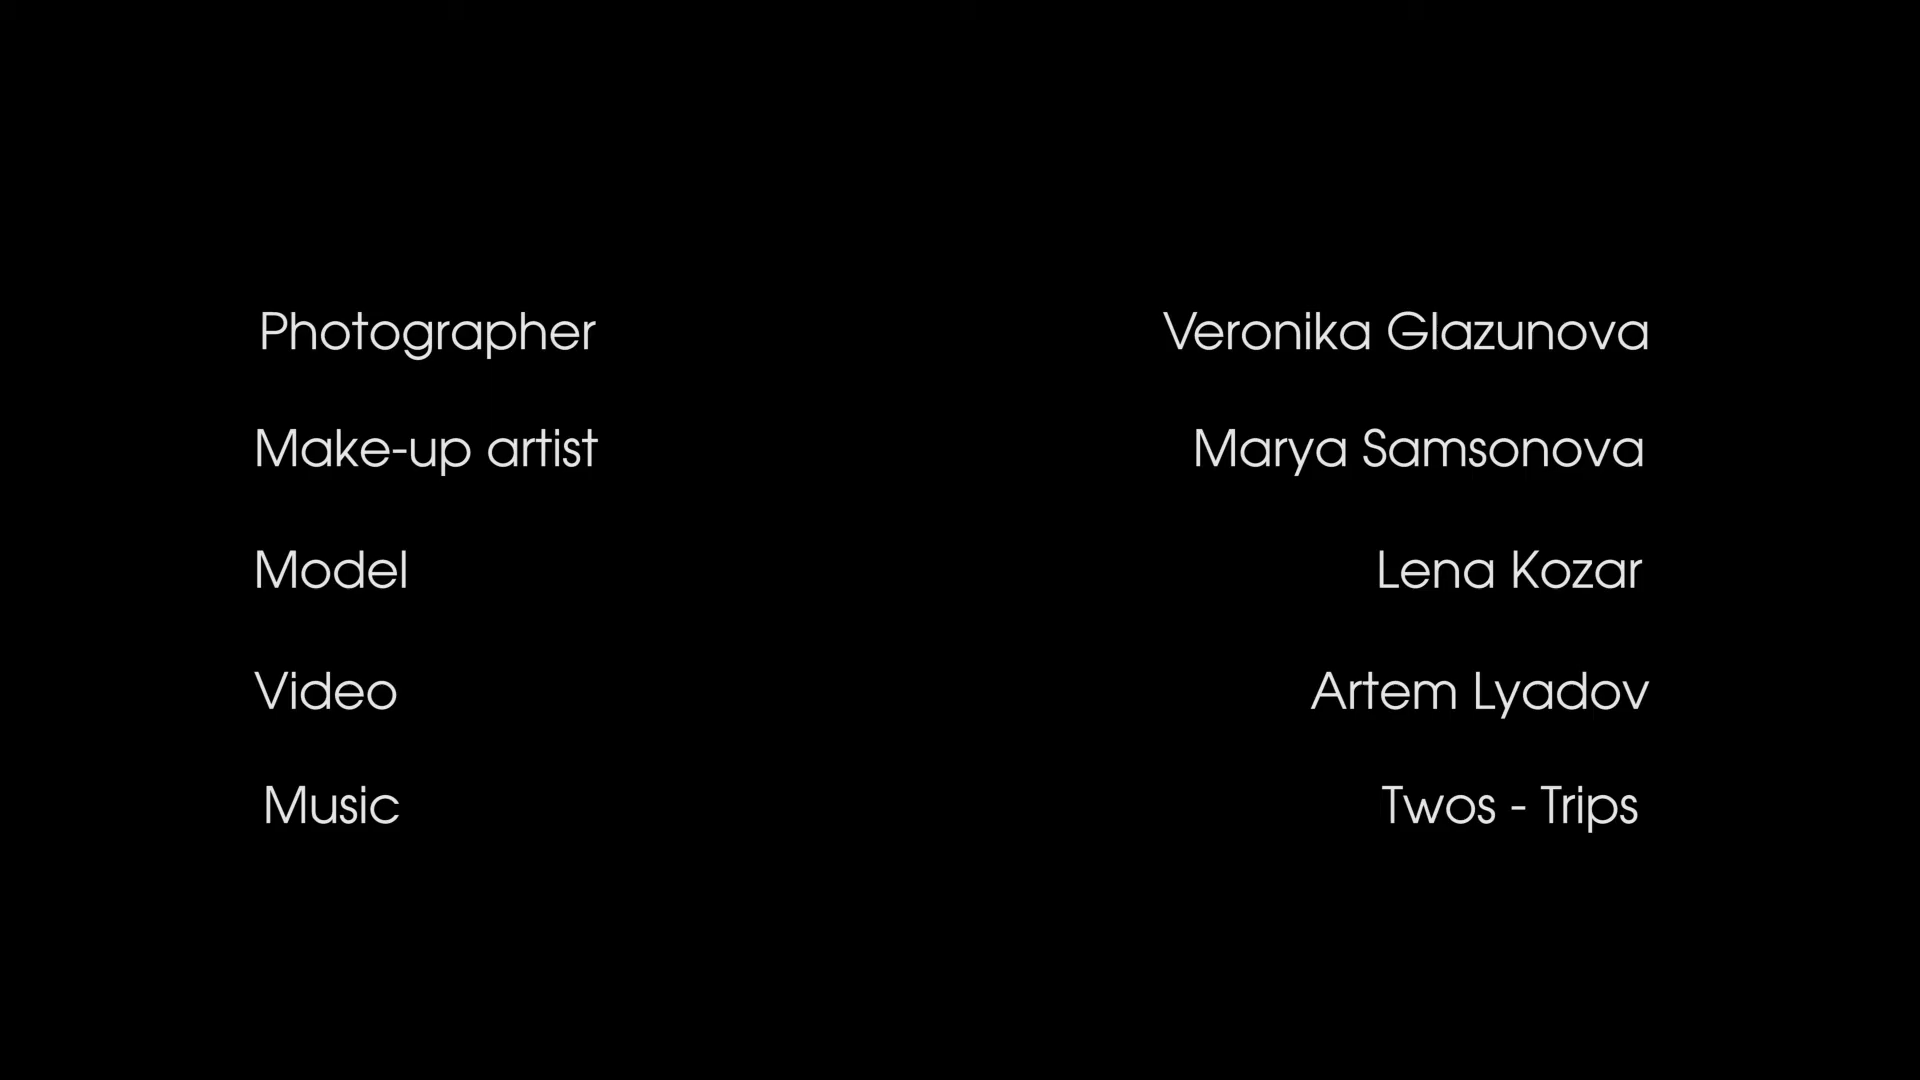 Photographer Veronika Glazunova
Make-up artist Marya Samsonova
Model Lena Kozar
Video Artem Lyadov
Music Twos - Trips